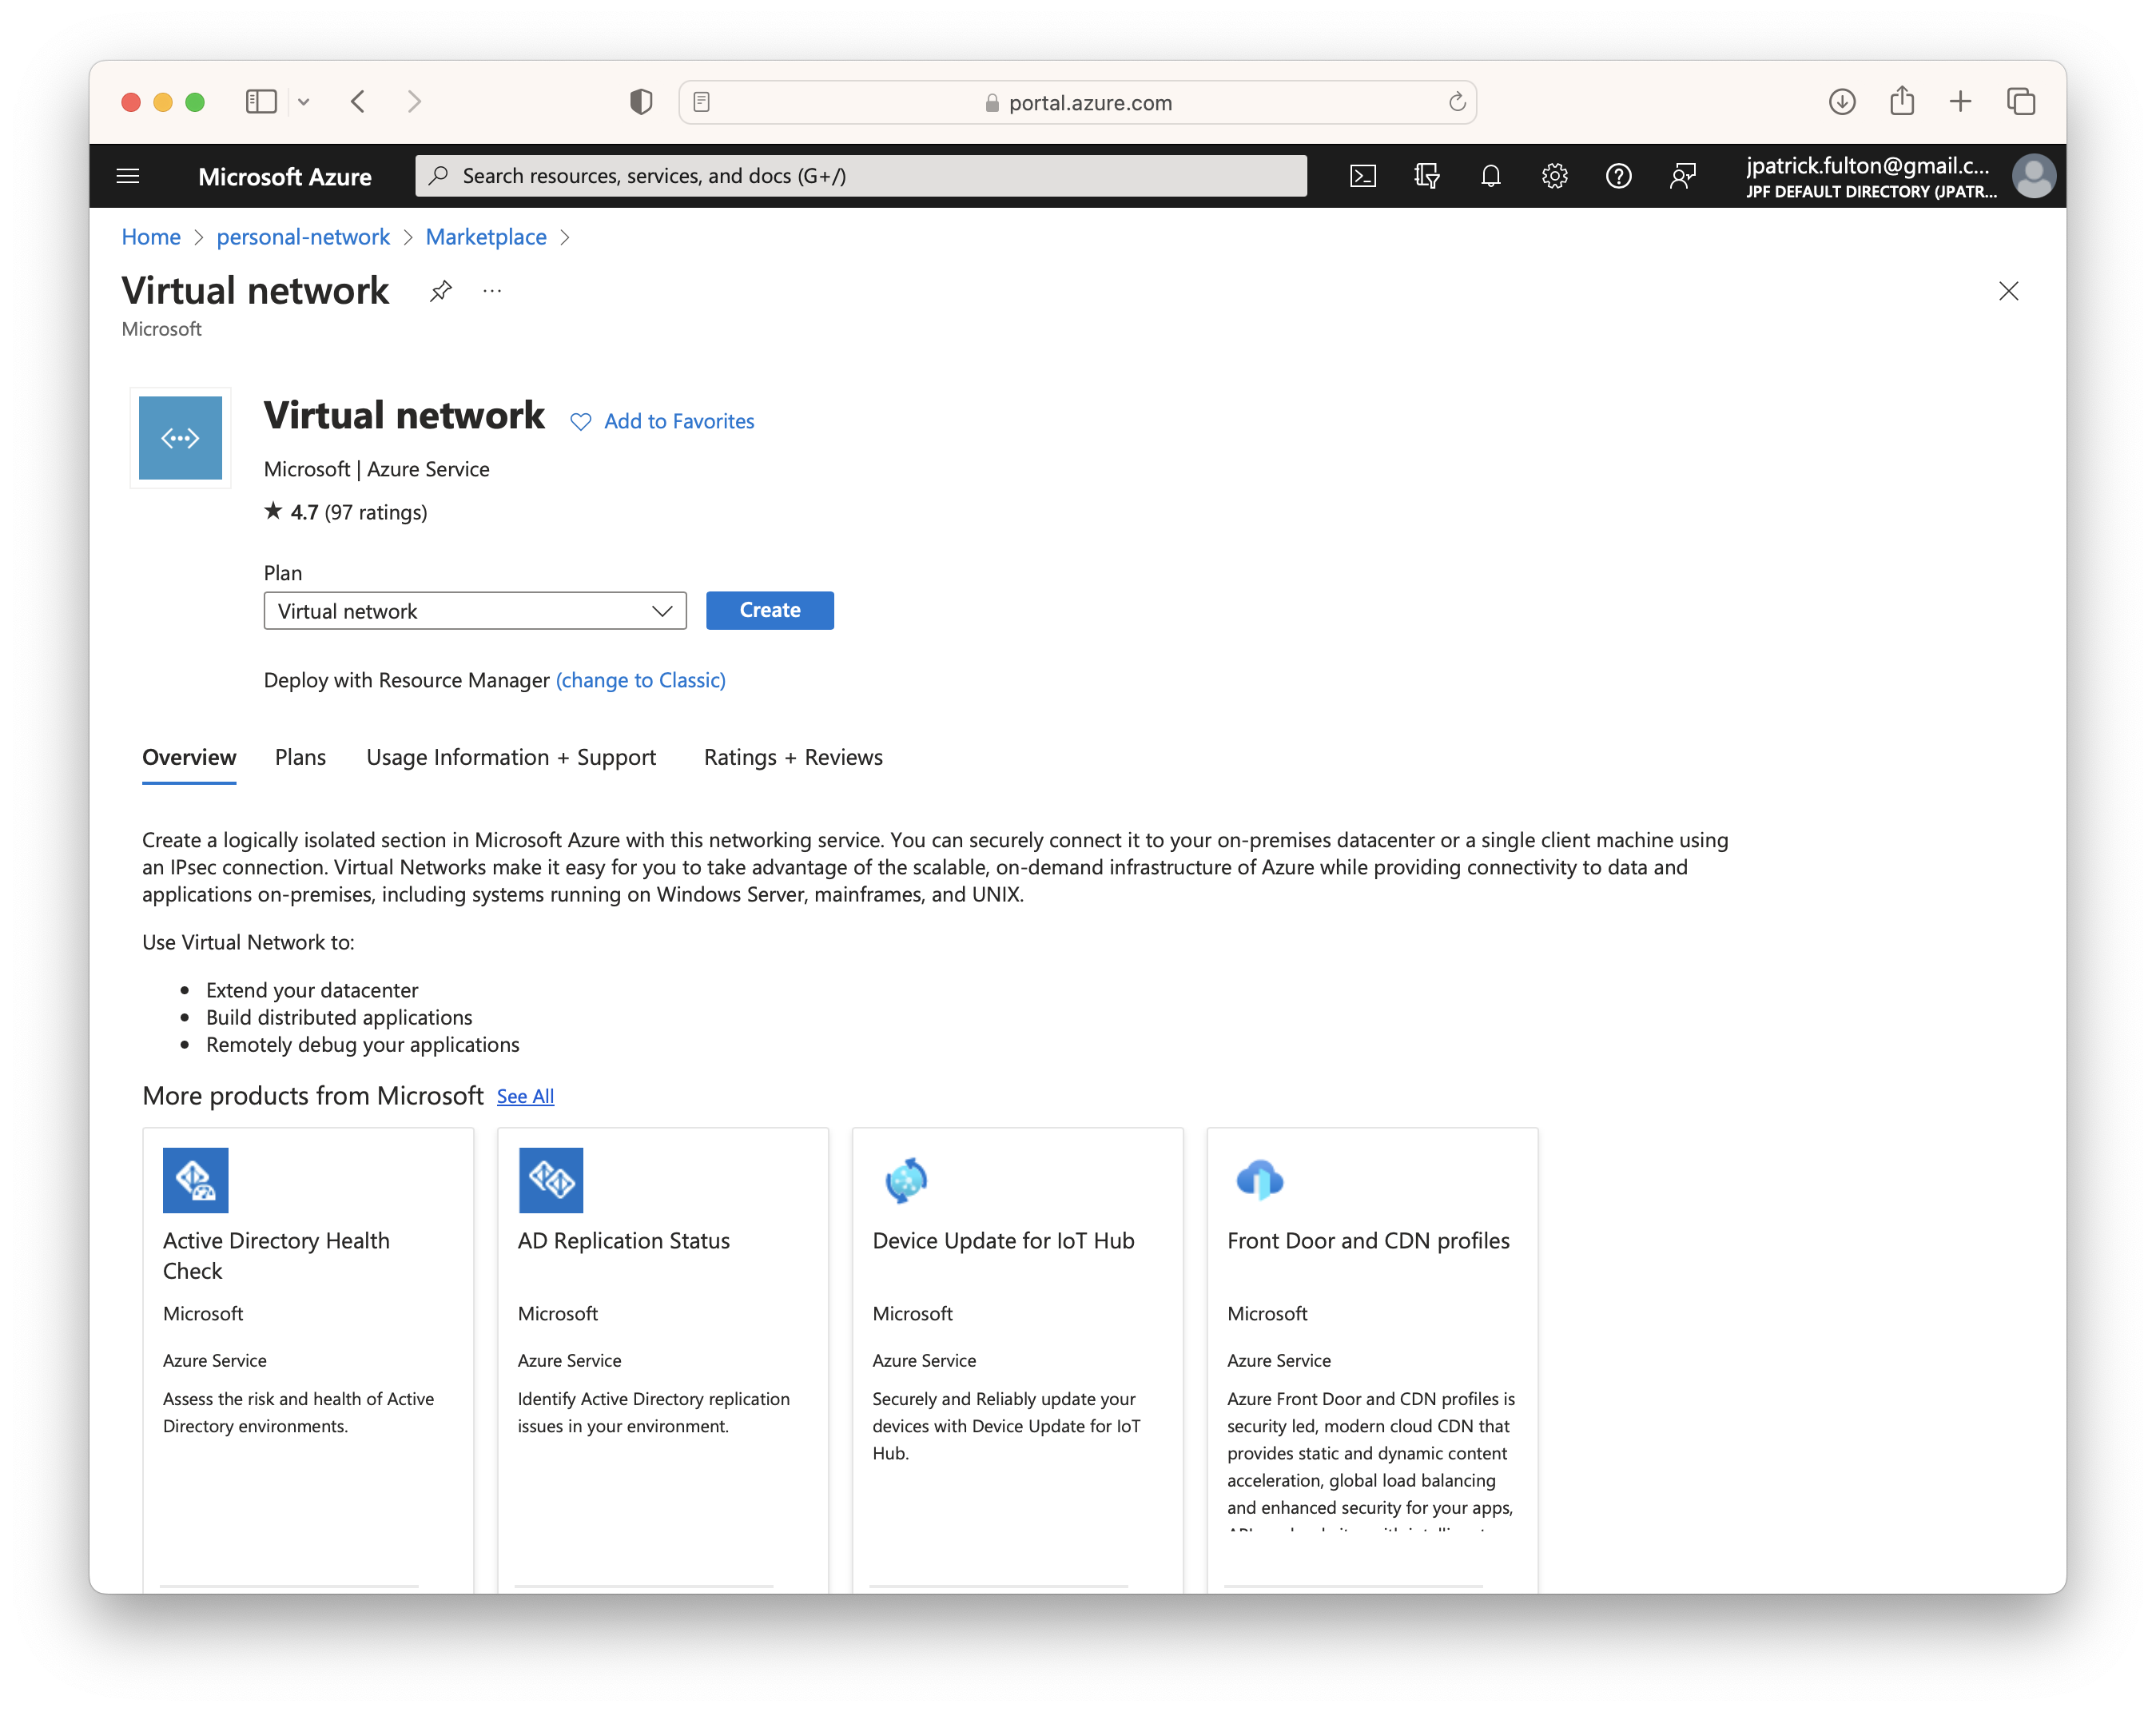 portal.azure.com
Microsoft Azure
Search resources, services, and docs (G+/)
jpatrick.fulton@gmail.c...
JPF DEFAULT DIRECTORY (JPATR...
Home > personal-network > Marketplace >
Virtual network
Microsoft
Virtual network
Add to Favorites
Microsoft | Azure Service
★ 4.7 (97 ratings)
Plan
Virtual network
Create
Deploy with Resource Manager (change to Classic)
Overview
Plans
Usage Information + Support
Ratings + Reviews
Create a logically isolated section in Microsoft Azure with this networking service. You can securely connect it to your on-premises datacenter or a single client machine using
an IPsec connection. Virtual Networks make it easy for you to take advantage of the scalable, on-demand infrastructure of Azure while providing connectivity to data and
applications on-premises, including systems running on Windows Server, mainframes, and UNIX.
Use Virtual Network to:
• Extend your datacenter
• Build distributed applications
• Remotely debug your applications
More products from Microsoft See All
Active Directory Health
Check
Microsoft
Azure Service
Assess the risk and health of Active
Directory environments.
AD Replication Status
Microsoft
Azure Service
Identify Active Directory replication
issues in your environment.
Device Update for IoT Hub
Microsoft
Azure Service
Securely and Reliably update your
devices with Device Update for IoT
Hub.
Front Door and CDN profiles
Microsoft
Azure Service
Azure Front Door and CDN profiles is
security led, modern cloud CDN that
provides static and dynamic content
acceleration, global load balancing
and enhanced security for your apps,